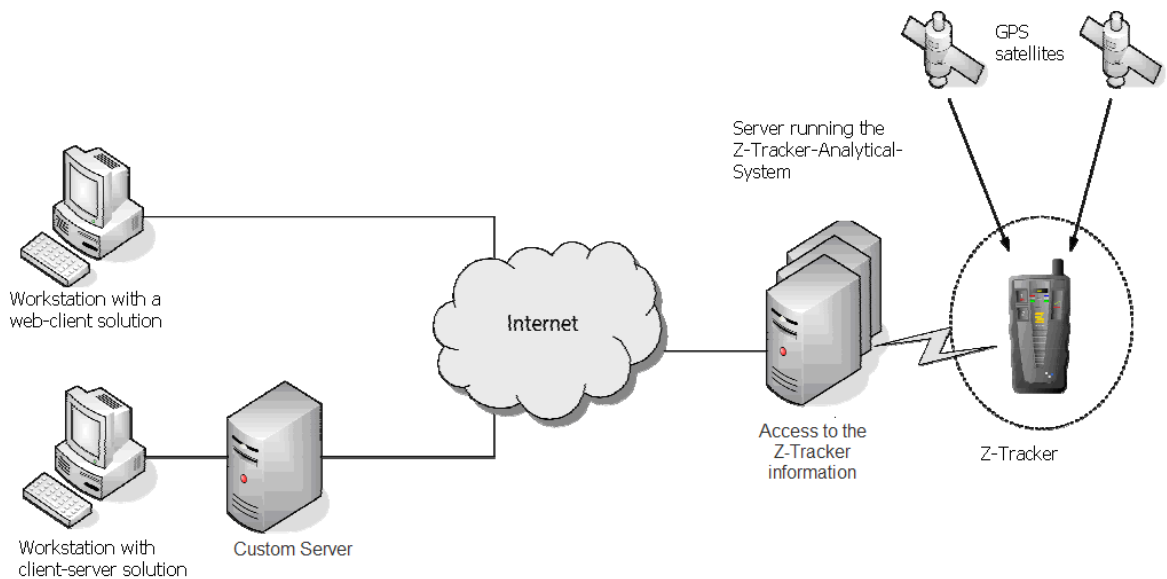 GPS
satellites
Server running the
Z-Tracker-Analytical-
System
Workstation with a
web-client solution
Internet
Access to the
Z-Tracker
information
Z-Tracker
Workstation with
client-server solution
Custom Server